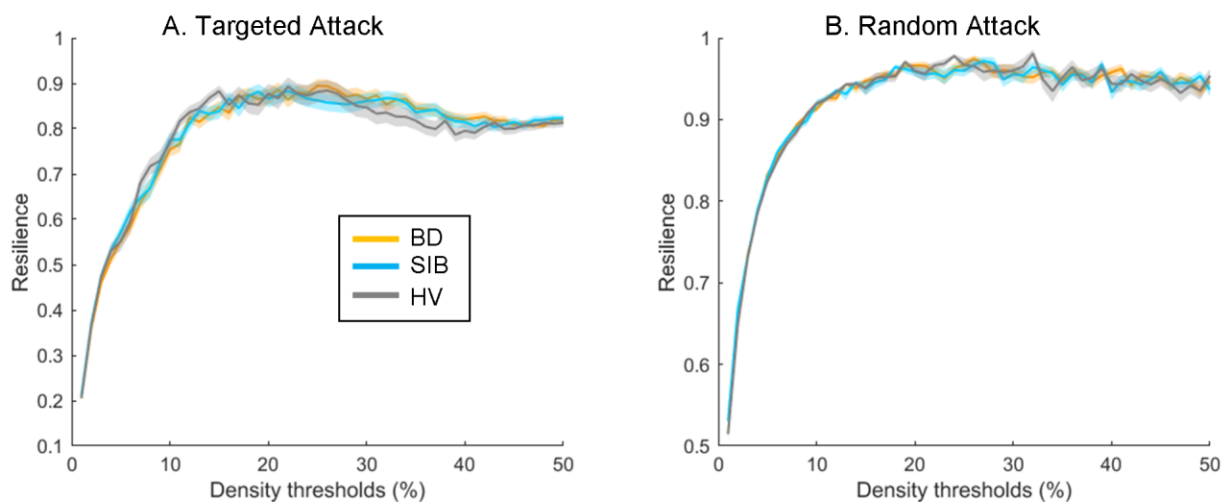 A. Targeted Attack
1
0.9
0.8
0.7
0.6
0.5
0.4
0.3
0.2
0.1
Resilience
BD
SIB
HV
0 10 20 30 40 50
Density thresholds (%)
B. Random Attack
1
0.9
0.8
0.7
0.6
0.5
Resilience
0 10 20 30 40 50
Density thresholds (%)